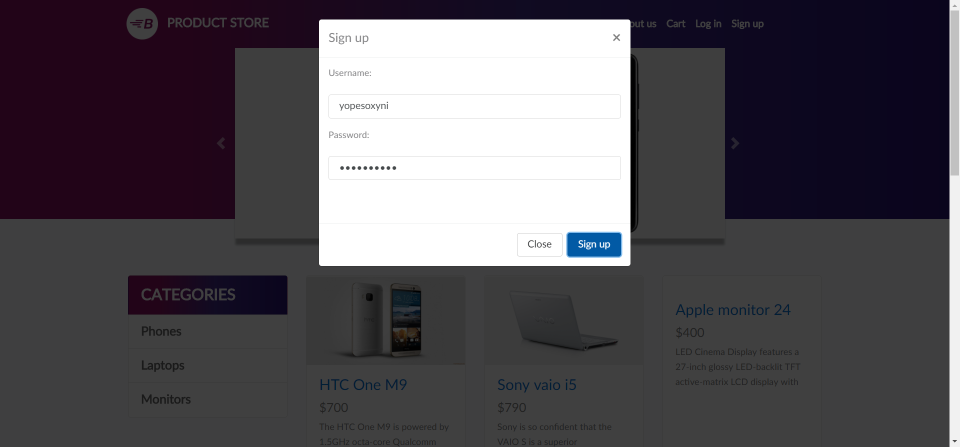 B PRODUCT STORE
out us Cart Log in Sign up
Sign up ×
Username:
yopesoxyni
Password:
••••••••••
Close Sign up
CATEGORIES
Phones
Laptops
Monitors
HTC One M9
$700
The HTC One M9 is powered by
1.5GHz octa-core Qualcomm
Sony vaio i5
$790
Sony is so confident that the
VAIO S is a superior
Apple monitor 24
$400
LED Cinema Display features a
27-inch glossy LED-backlit TFT
active-matrix LCD display with